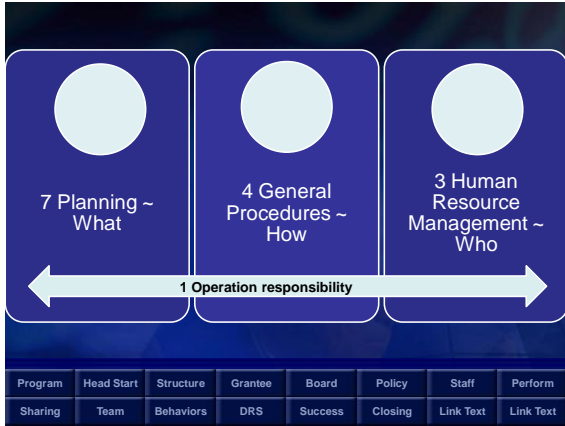 7 Planning ~
What
4 General
Procedures ~
How
3 Human
Resource
Management ~
Who
1 Operation responsibility
Program Head Start Structure Grantee Board Policy Staff Perform
Sharing Team Behaviors DRS Success Closing Link Text Link Text